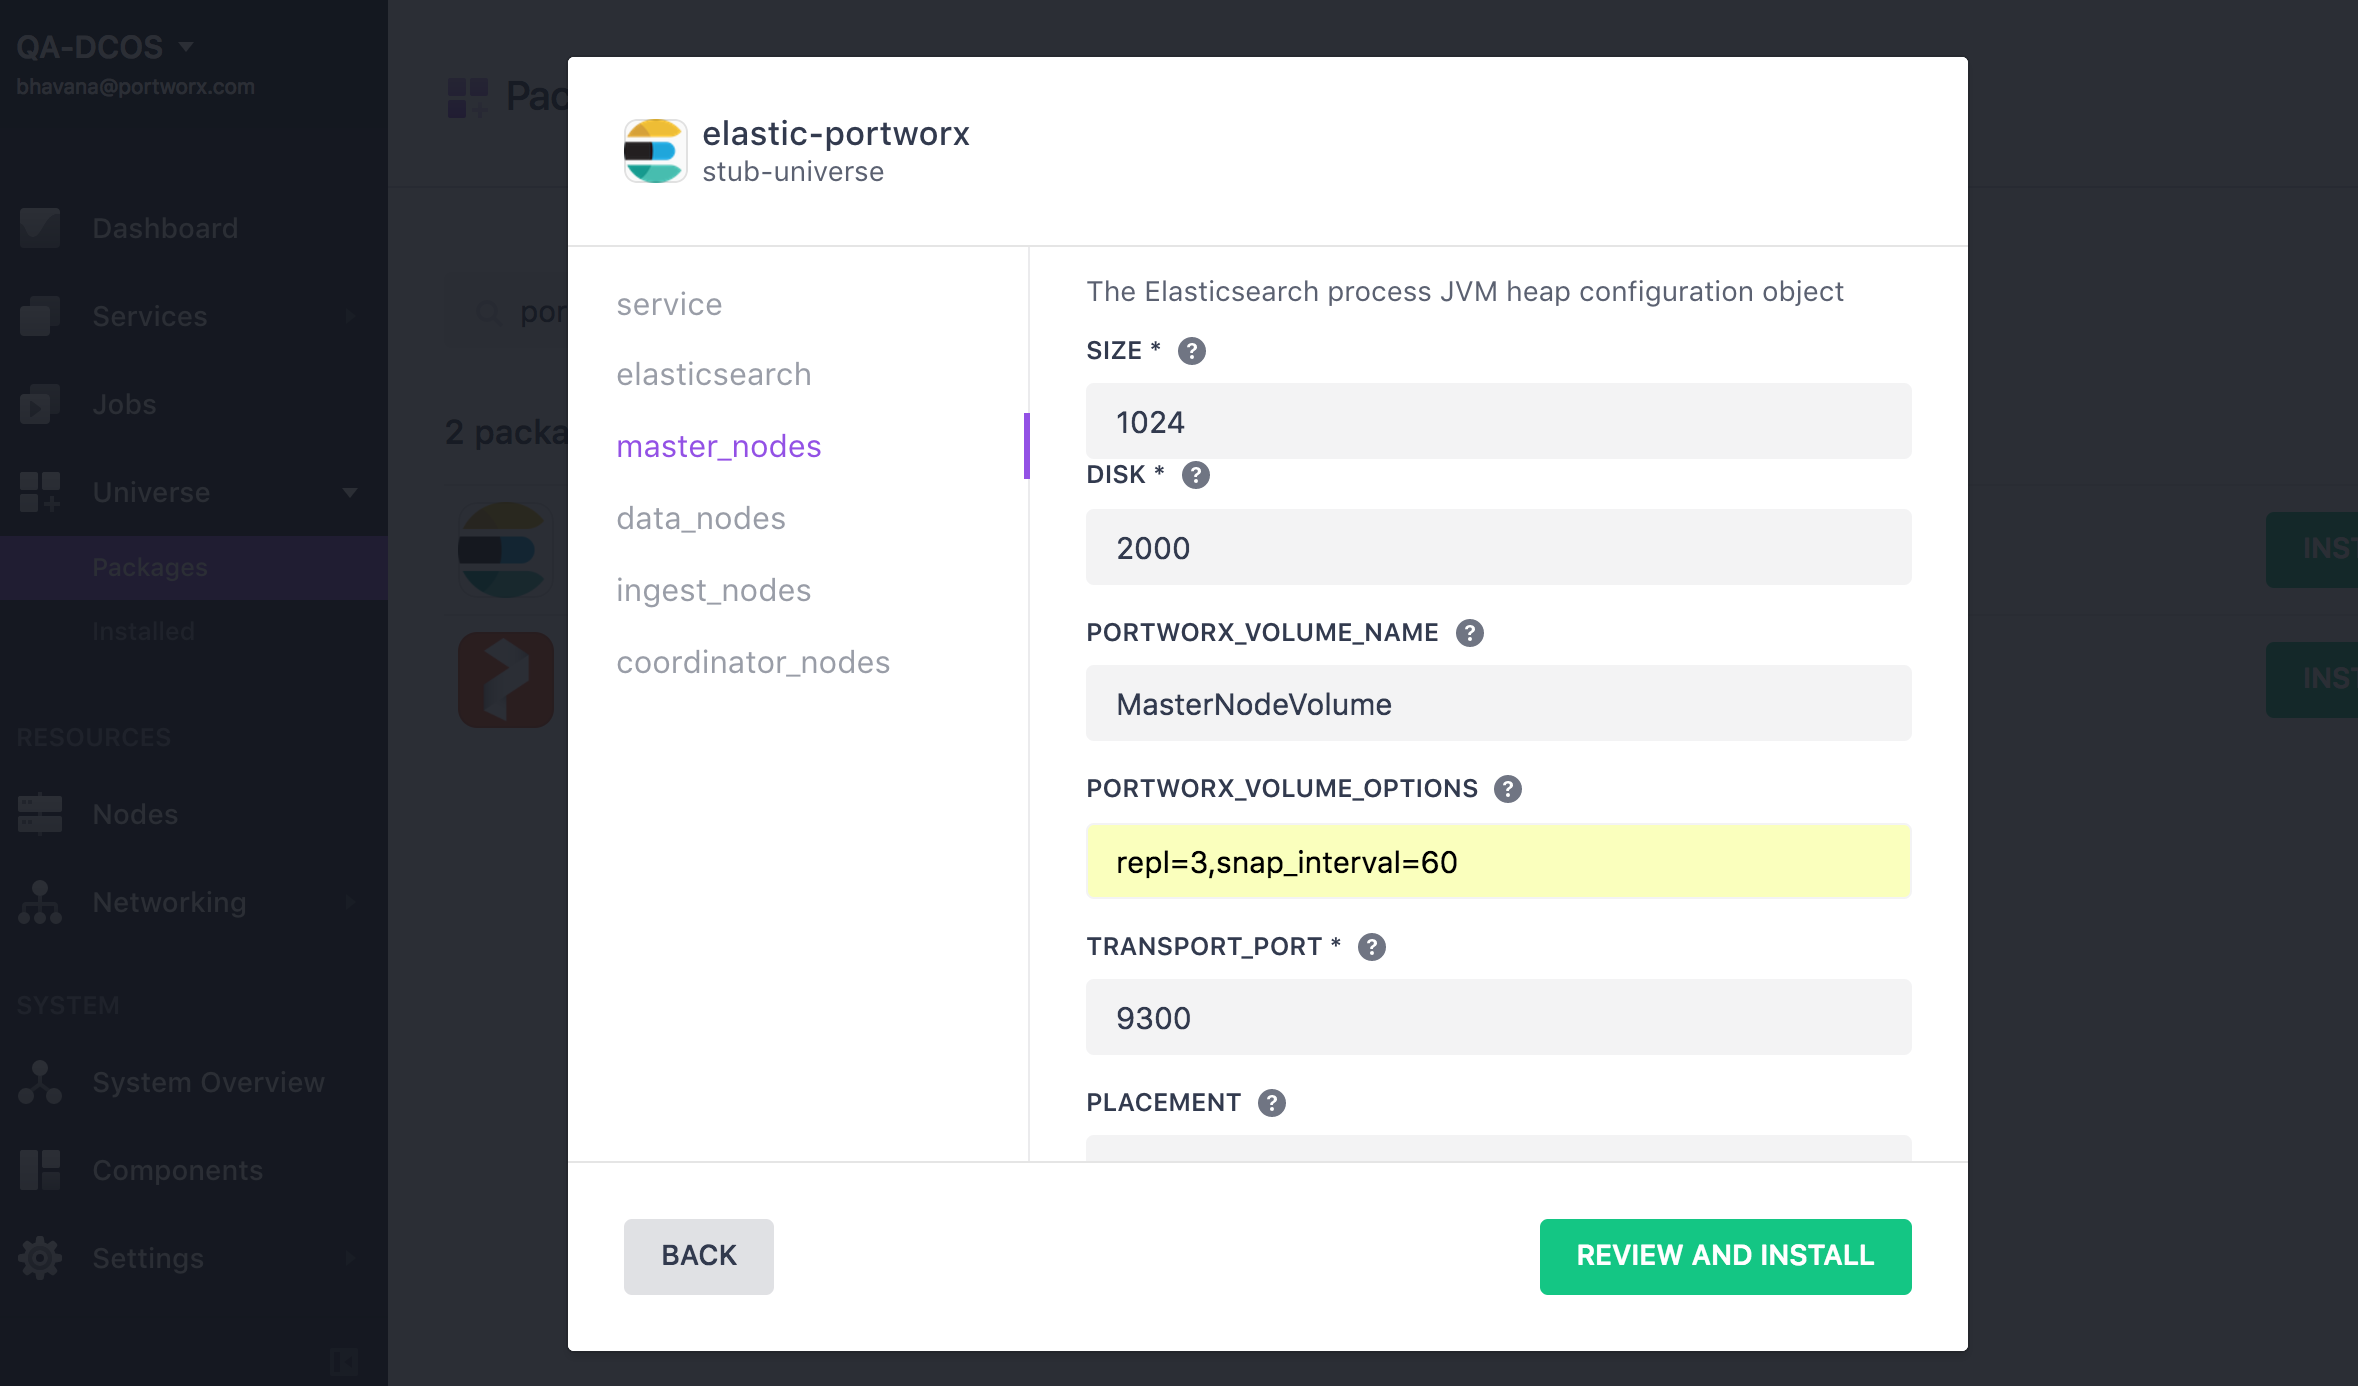 QA-DCOS
bhavana@portworx.com
Dashboard
Services
Jobs
Universe
Packages
Installed
RESOURCES
Nodes
Networking
SYSTEM
System Overview
Components
Settings
Pac
por
2 packa
INST
INST
elastic-portworx
stub-universe
service
elasticsearch
master_nodes
data_nodes
ingest_nodes
coordinator_nodes
The Elasticsearch process JVM heap configuration object
SIZE * ?
1024
DISK * ?
2000
PORTWORX_VOLUME_NAME ?
MasterNodeVolume
PORTWORX_VOLUME_OPTIONS ?
repl=3,snap_interval=60
TRANSPORT_PORT * ?
9300
PLACEMENT ?
BACK
REVIEW AND INSTALL